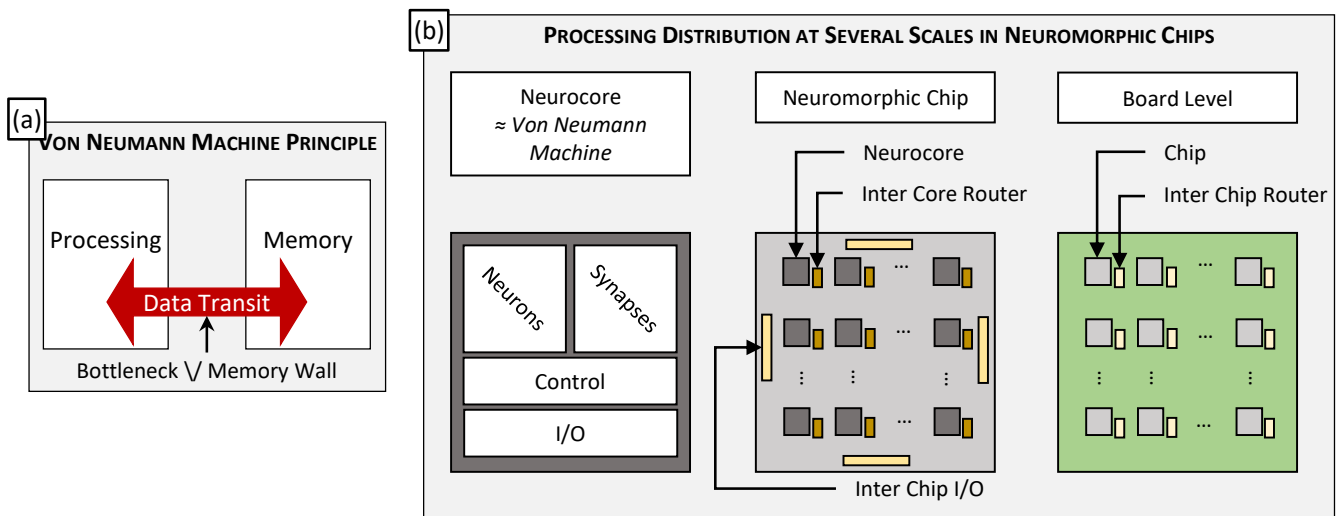 (a)
VON NEUMANN MACHINE PRINCIPLE
Processing
Memory
Data Transit
Bottleneck \/ Memory Wall
(b)
PROCESSING DISTRIBUTION AT SEVERAL SCALES IN NEUROMORPHIC CHIPS
Neurocore
≈ Von Neumann
Machine
Neurons
Synapses
Control
I/O
Neuromorphic Chip
Neurocore
Inter Core Router
...
...
...
...
...
...
Inter Chip I/O
Board Level
Chip
Inter Chip Router
...
...
...
...
...
...